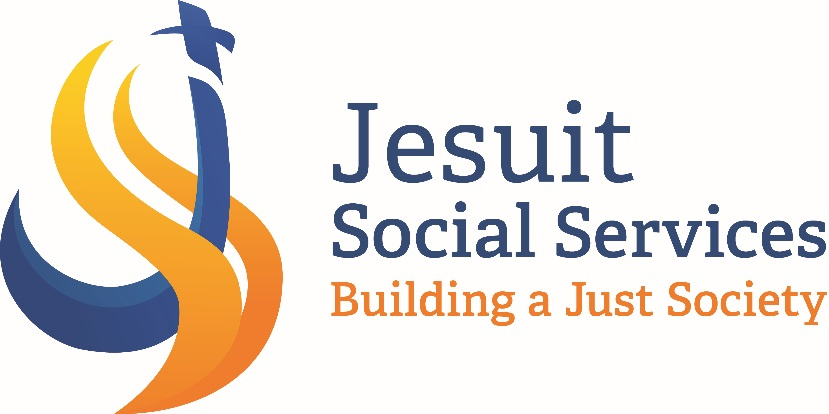 Jesuit
Social Services
Building a Just Society